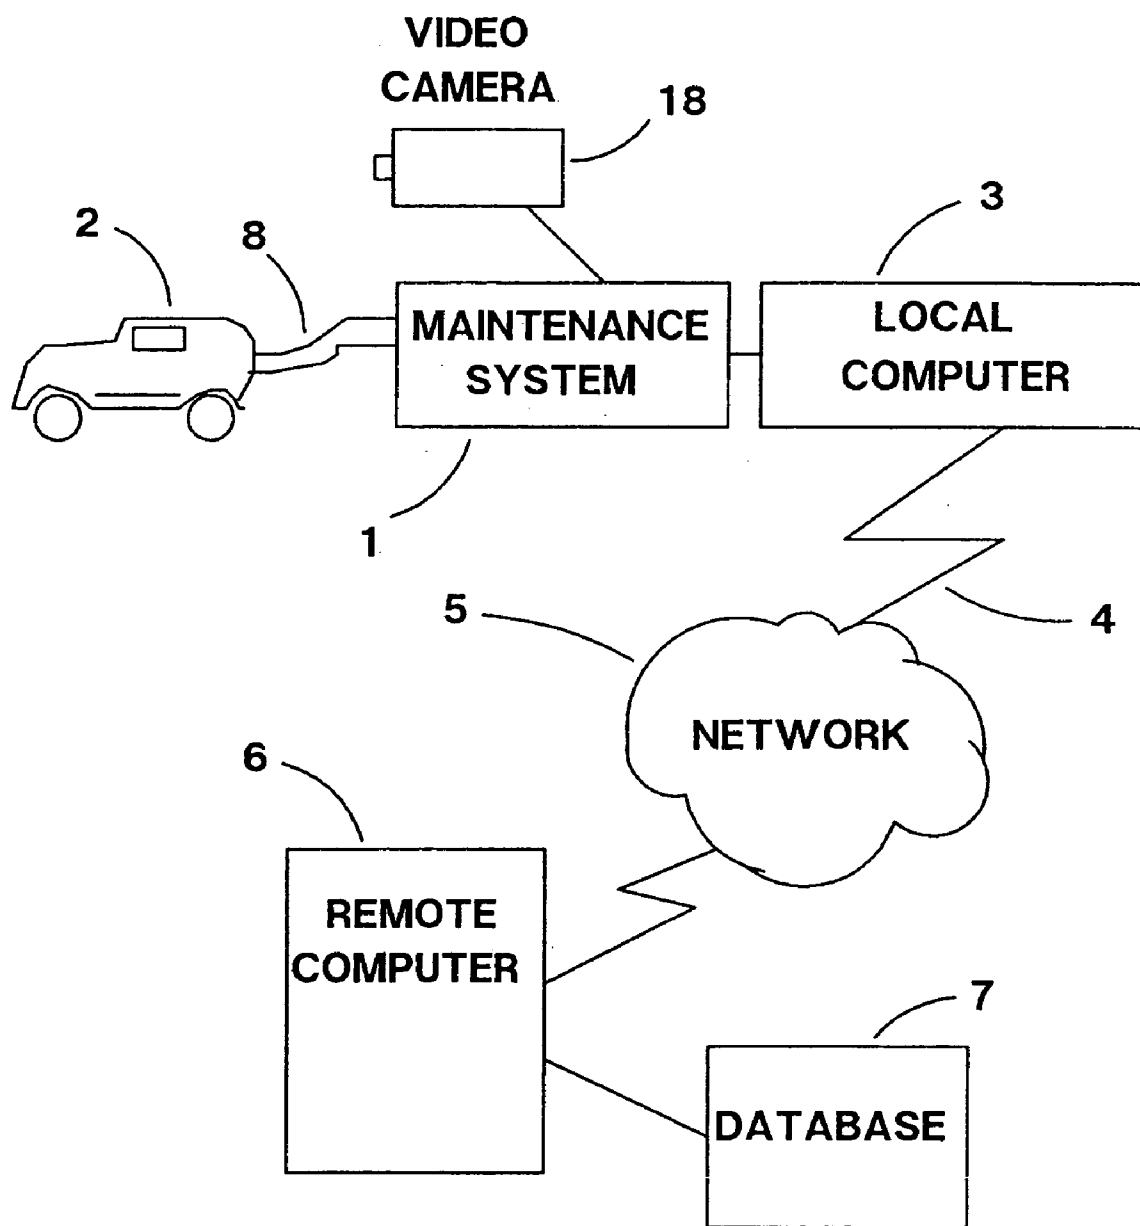 VIDEO
CAMERA
18
2
8
3
MAINTENANCE
SYSTEM
LOCAL
COMPUTER
1
4
5
NETWORK
6
REMOTE
COMPUTER
7
DATABASE